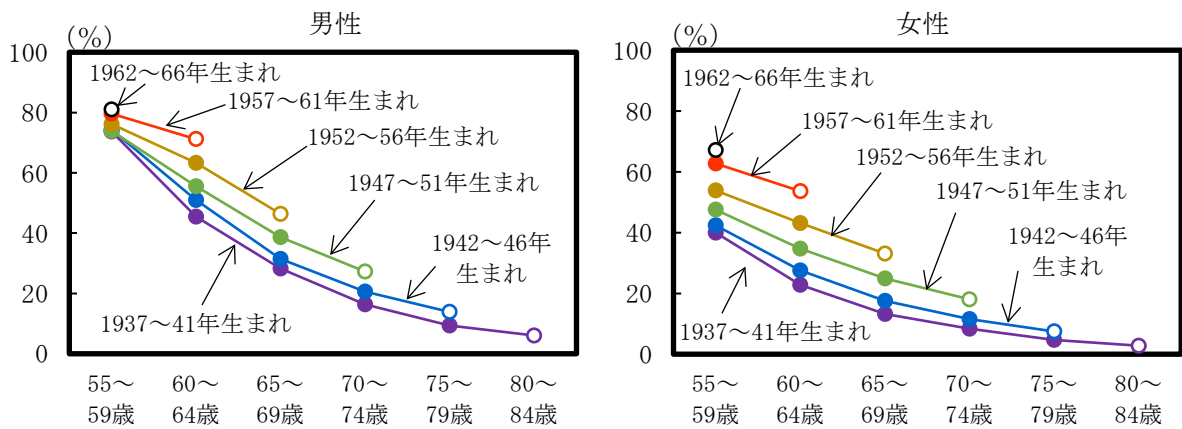 男性
(%)
100
80
60
40
20
0
1962～66年生まれ
1957～61年生まれ
1952～56年生まれ
1947～51年生まれ
1942～46年
生まれ
1937～41年生まれ
55～
59歳
60～
64歳
65～
69歳
70～
74歳
75～
79歳
80～
84歳
女性
(%)
100
80
60
40
20
0
1962～66年生まれ
1957～61年生まれ
1952～56年生まれ
1947～51年生まれ
1942～46年
生まれ
1937～41年生まれ
55～
59歳
60～
64歳
65～
69歳
70～
74歳
75～
79歳
80～
84歳